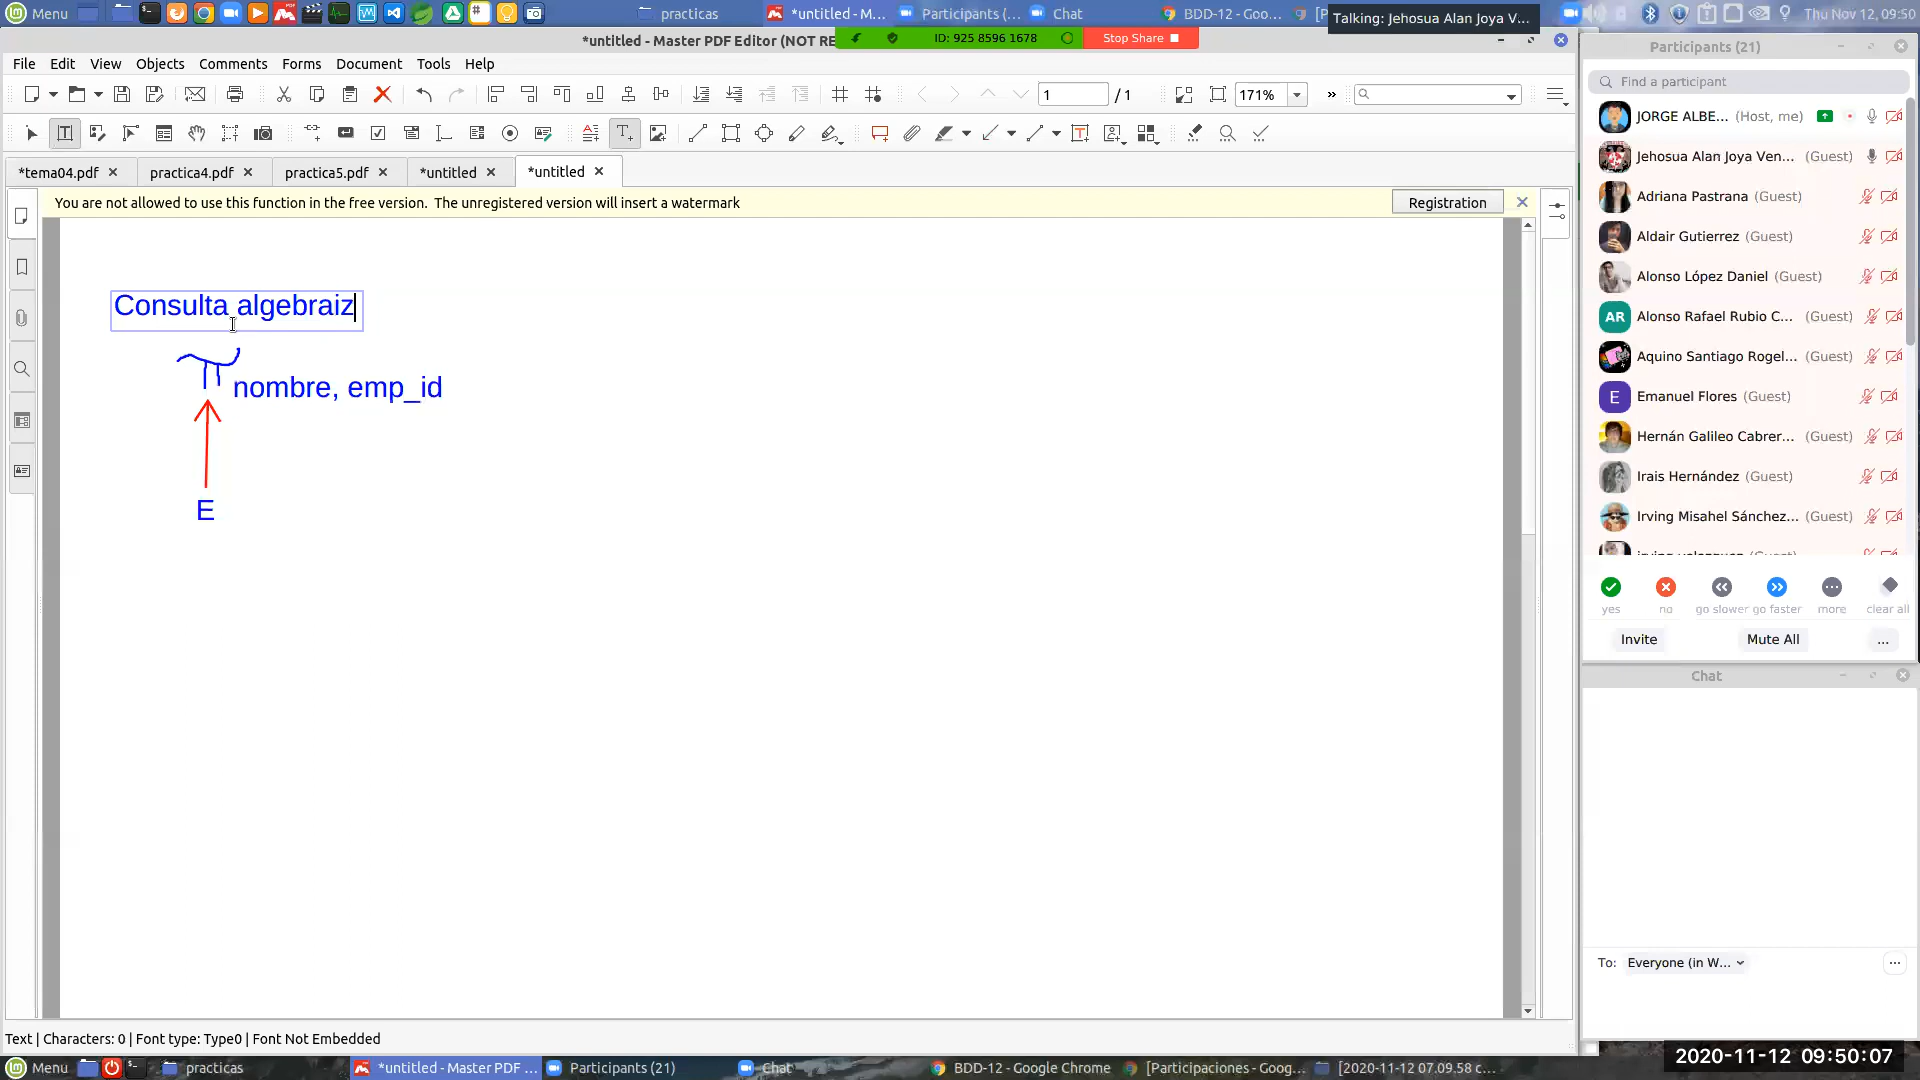 Menu
practicas
*untitled - M...
Participants (...
Chat
BDD-12 - Goo...
Talking: Jehosua Alan Joya V...
Thu Nov 12, 09:50
*untitled - Master PDF Editor (NOT RE
ID: 925 8596 1678
Stop Share
File Edit View Objects Comments Forms Document Tools Help
1 / 1
171%
*tema04.pdf
practica4.pdf
practica5.pdf
*untitled
*untitled
You are not allowed to use this function in the free version. The unregistered version will insert a watermark
Registration
Consulta algebraiz
π nombre, emp_id
E
Text | Characters: 0 | Font type: Type0 | Font Not Embedded
Participants (21)
Find a participant
JORGE ALBE... (Host, me)
Jehosua Alan Joya Ven... (Guest)
Adriana Pastrana (Guest)
Aldair Gutierrez (Guest)
Alonso López Daniel (Guest)
AR Alonso Rafael Rubio C... (Guest)
Aquino Santiago Rogel... (Guest)
E Emanuel Flores (Guest)
Hernán Galileo Cabrer... (Guest)
Irais Hernández (Guest)
Irving Misahel Sánchez... (Guest)
yes no go slower go faster more clear all
Invite Mute All ...
Chat
To: Everyone (in W...
Menu
practicas
*untitled - Master PDF ...
Participants (21)
Chat
BDD-12 - Google Chrome
[Participaciones - Goog...
[2020-11-12 07.09.58 c...
2020-11-12 09:50:07